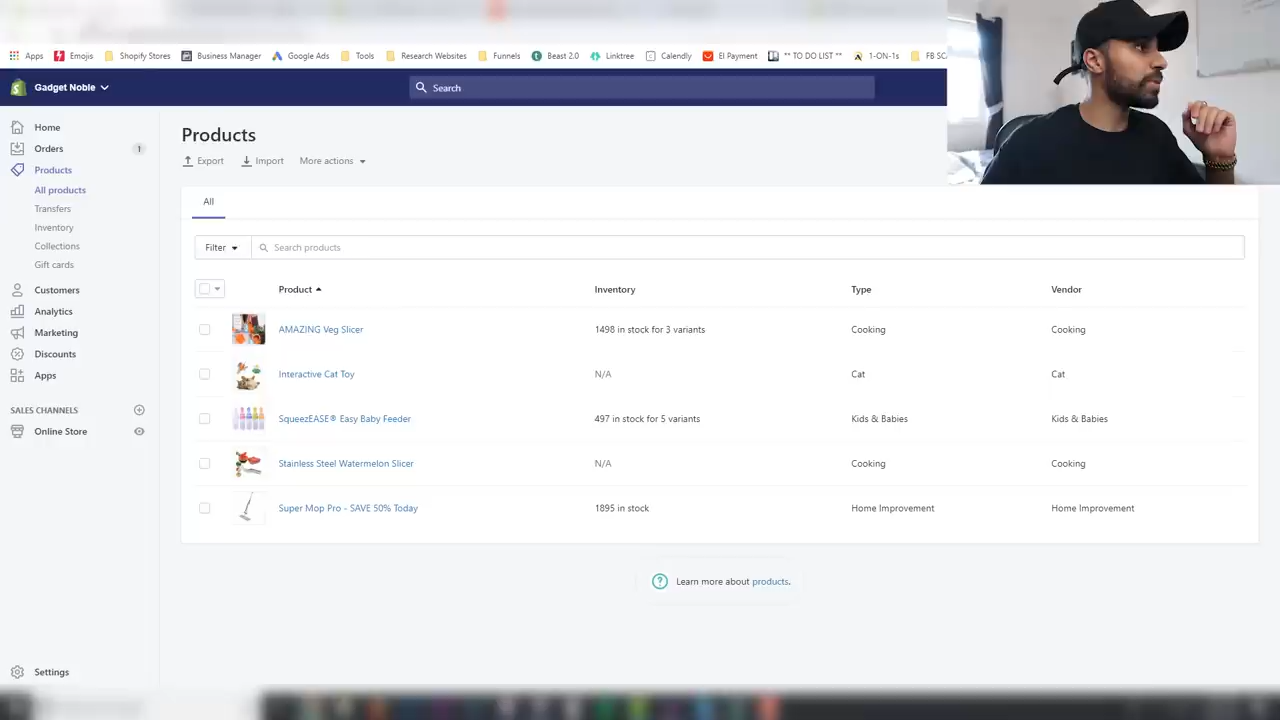 Apps Emojis Shopify Stores Business Manager Google Ads Tools Research Websites Funnels Beast 2.0 Linktree Calendly EI Payment ** TO DO LIST ** 1-ON-1s FB
Gadget Noble
Search
Home
Orders 1
Products
All products
Transfers
Inventory
Collections
Gift cards
Customers
Analytics
Marketing
Discounts
Apps
SALES CHANNELS
Online Store
Settings
Products
Export Import More actions
All
Filter Search products
Product Inventory Type Vendor
AMAZING Veg Slicer 1498 in stock for 3 variants Cooking Cooking
Interactive Cat Toy N/A Cat Cat
SqueezEASE® Easy Baby Feeder 497 in stock for 5 variants Kids & Babies Kids & Babies
Stainless Steel Watermelon Slicer N/A Cooking Cooking
Super Mop Pro - SAVE 50% Today 1895 in stock Home Improvement Home Improvement
? Learn more about products.